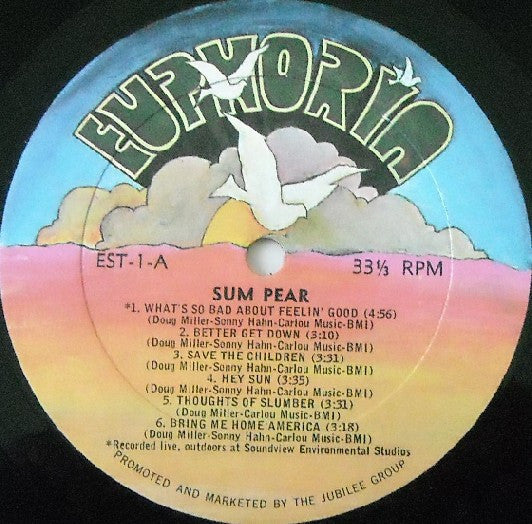 EUPHORIA
EST-1-A 33⅓ RPM
SUM PEAR
*1. WHAT'S SO BAD ABOUT FEELIN' GOOD (4:56)
(Doug Miller-Sonny Hahn-Carlou Music-BMI)
2. BETTER GET DOWN (3:10)
(Doug Miller-Sonny Hahn-Carlou Music-BMI)
3. SAVE THE CHILDREN (3:31)
(Doug Miller-Sonny Hahn-Carlou Music-BMI)
4. HEY SUN (3:35)
(Doug Miller-Sonny Hahn-Carlou Music-BMI)
5. THOUGHTS OF SLUMBER (3:31)
(Doug Miller-Carlou Music-BMI)
6. BRING ME HOME AMERICA (3:18)
(Doug Miller-Sonny Hahn-Carlou Music-BMI)
*Recorded live, outdoors at Soundview Environmental Studios
PROMOTED AND MARKETED BY THE JUBILEE GROUP